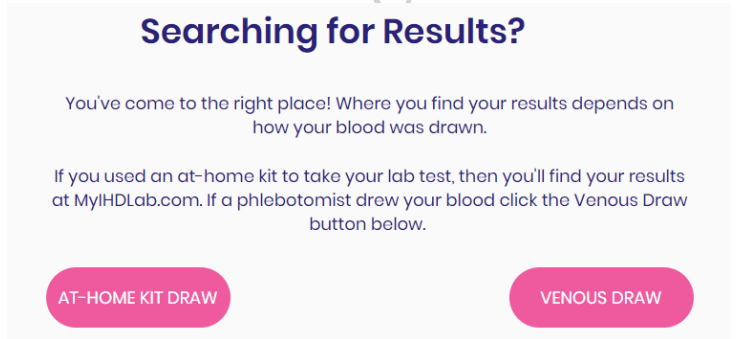 Searching for Results?
You've come to the right place! Where you find your results depends on
how your blood was drawn.
If you used an at-home kit to take your lab test, then you'll find your results
at MyIHDLab.com. If a phlebotomist drew your blood click the Venous Draw
button below.
AT-HOME KIT DRAW
VENOUS DRAW